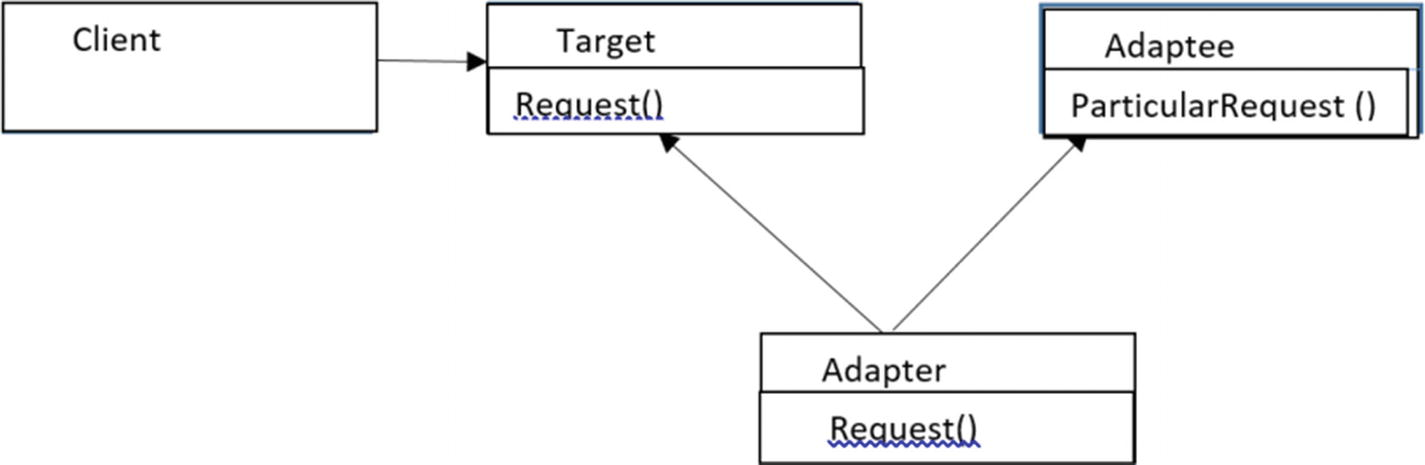 Client
Target
Request()
Adaptee
ParticularRequest ()
Adapter
Request()